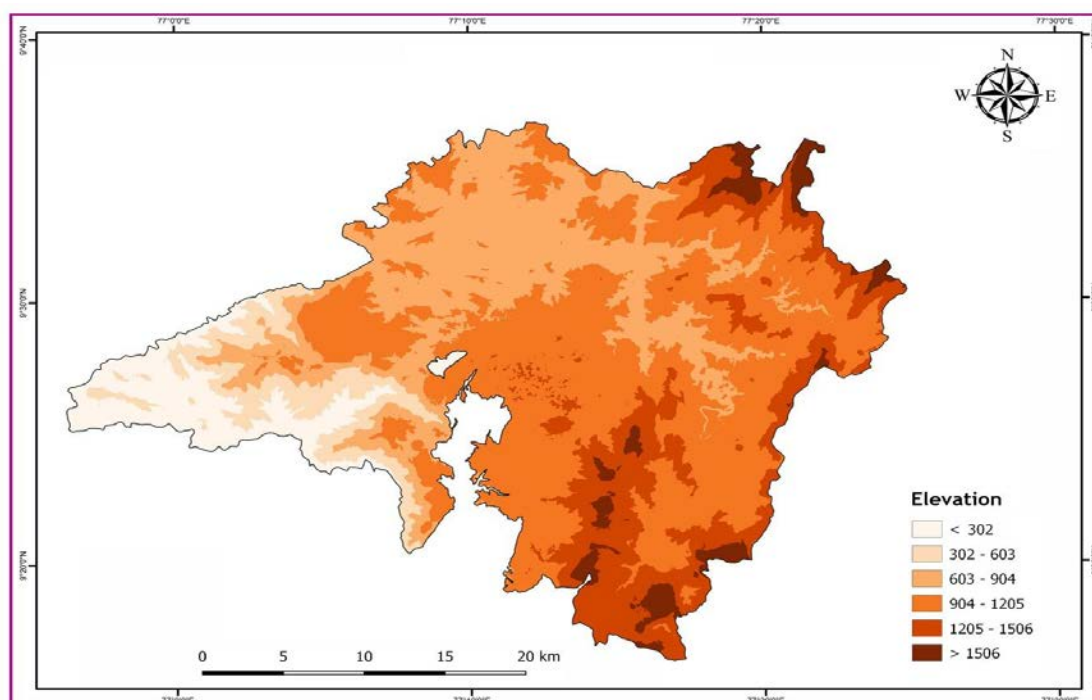 77°0'0"E 77°10'0"E 77°20'0"E 77°30'0"E
9°40'0"N
N
W E
S
9°30'0"N
Elevation
< 302
302 - 603
603 - 904
904 - 1205
1205 - 1506
> 1506
9°20'0"N
0 5 10 15 20 km